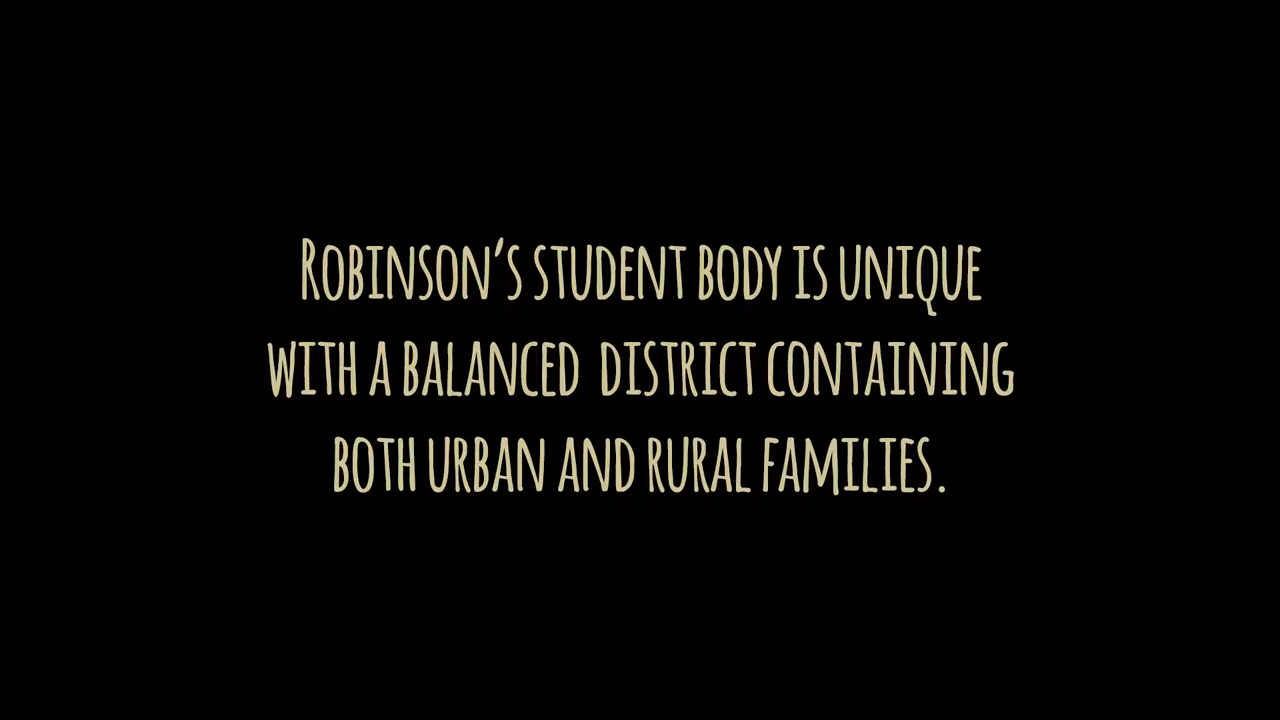 Robinson's student body is unique
with a balanced  district containing
both urban and rural families.